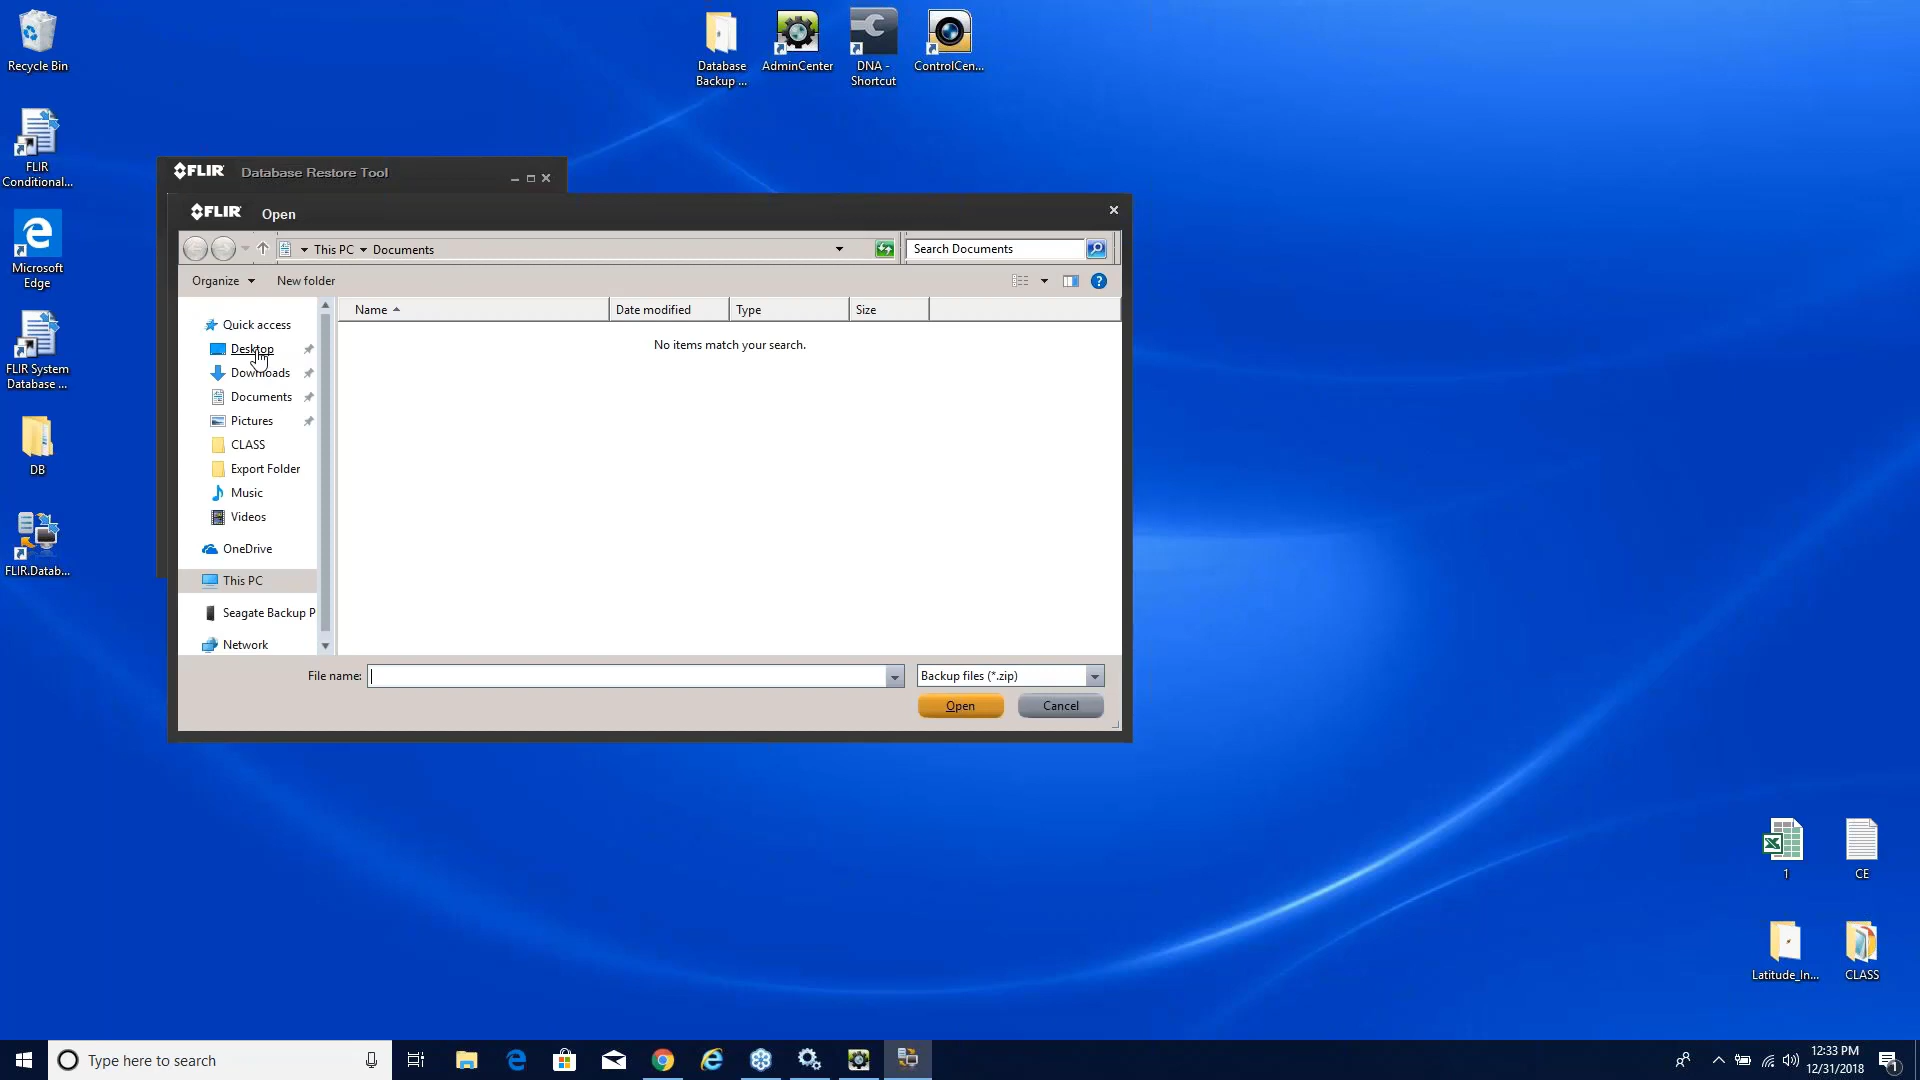 Recycle Bin
Database
Backup ...
AdminCenter
DNA -
Shortcut
ControlCen...
FLIR
Conditional...
Microsoft
Edge
FLIR System
Database ...
DB
FLIR.Datab...
FLIR Database Restore Tool
FLIR Open
This PC Documents
Search Documents
Organize New folder
Name Date modified Type Size
No items match your search.
Quick access
Desktop
Downloads
Documents
Pictures
CLASS
Export Folder
Music
Videos
OneDrive
This PC
Seagate Backup P
Network
File name:
Backup files (*.zip)
Open
Cancel
1
CE
Latitude_In...
CLASS
Type here to search
12:33 PM
12/31/2018
1